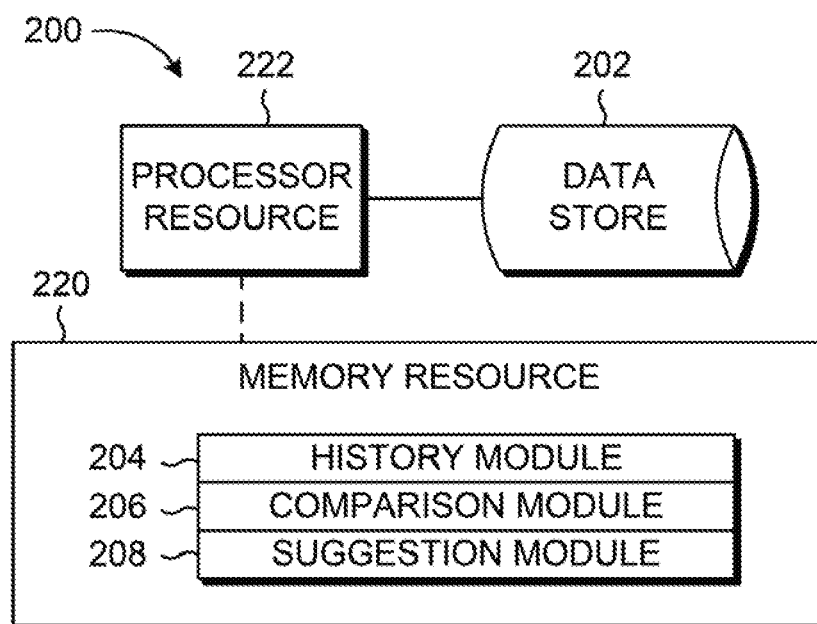 200
222
202
PROCESSOR
RESOURCE
DATA
STORE
220
MEMORY RESOURCE
204 HISTORY MODULE
206 COMPARISON MODULE
208 SUGGESTION MODULE